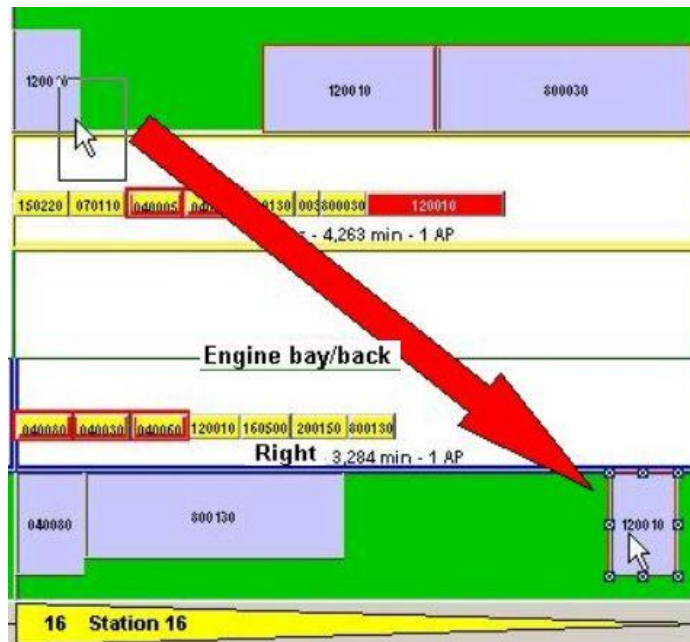 120010 800030
150220 070110 040005 800030 120010
4,263 min - 1 AP
Engine bay/back
040080 040030 040060 120010 160500 200150 800130
Right 3,284 min - 1 AP
040080 800130 120010
16 Station 16